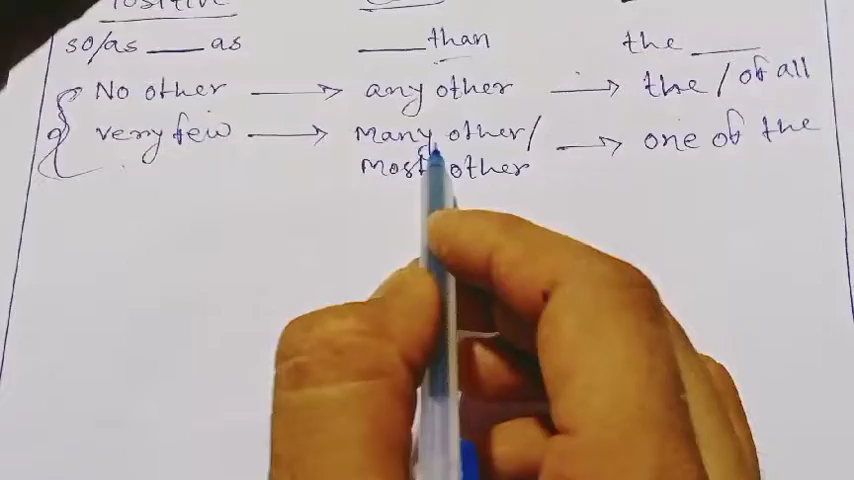 Positive
so/as ____ as ____ than the ____
No other → any other → the / of all
very few → Many other/ → one of the
Most other